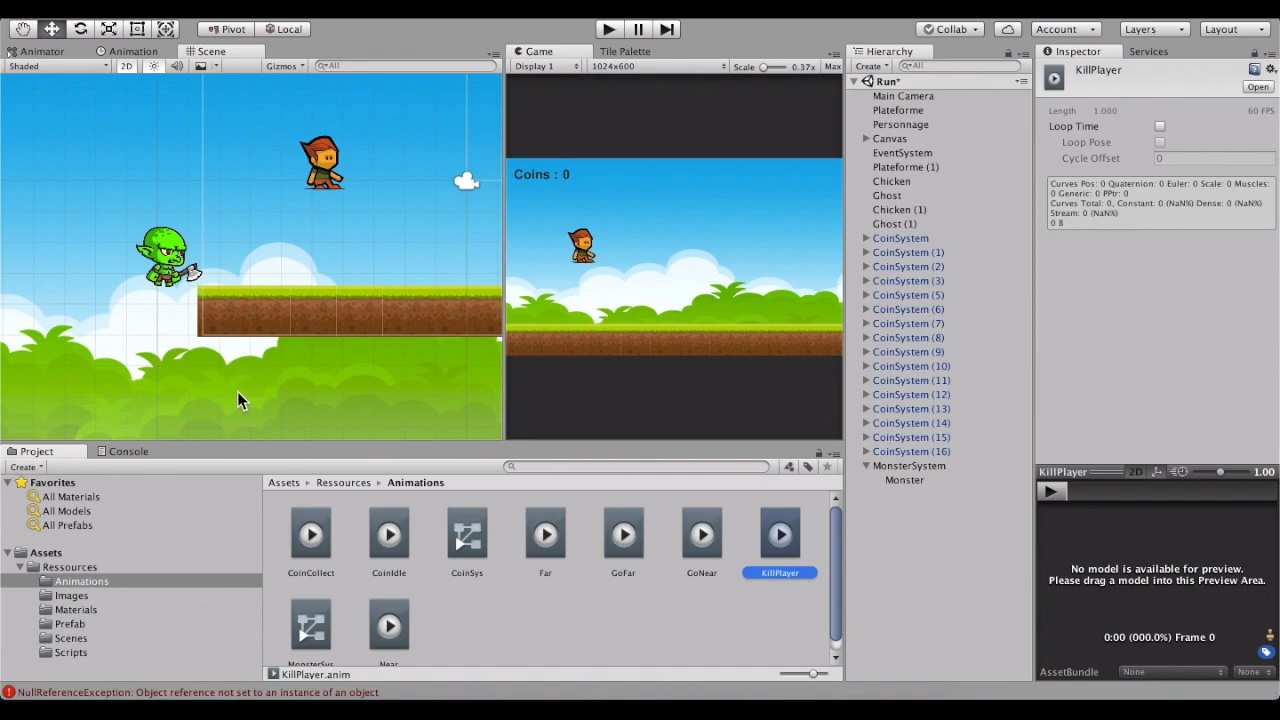 Pivot Local Collab Account Layers Layout
Animator Animation Scene Game Tile Palette Hierarchy Inspector Services
Shaded 2D Gizmos All Display 1 1024x600 Scale 0.37x Max Create All
KillPlayer
Open
Run*
Main Camera
Plateforme
Personnage
Canvas
EventSystem
Plateforme (1)
Chicken
Ghost
Chicken (1)
Ghost (1)
CoinSystem
CoinSystem (1)
CoinSystem (2)
CoinSystem (3)
CoinSystem (5)
CoinSystem (6)
CoinSystem (7)
CoinSystem (8)
CoinSystem (9)
CoinSystem (10)
CoinSystem (11)
CoinSystem (12)
CoinSystem (13)
CoinSystem (14)
CoinSystem (15)
CoinSystem (16)
MonsterSystem
Monster
Length 1.000 60 FPS
Loop Time
Loop Pose
Cycle Offset 0
Curves Pos: 0 Quaternion: 0 Euler: 0 Scale: 0 Muscles:
0 Generic: 0 PPtr: 0
Curves Total: 0, Constant: 0 (NaN%) Dense: 0 (NaN%)
Stream: 0 (NaN%)
0 B
Coins : 0
Project Console
Create
Favorites
All Materials
All Models
All Prefabs
Assets
Ressources
Animations
Images
Materials
Prefab
Scenes
Scripts
Assets Ressources Animations
CoinCollect CoinIdle CoinSys Far GoFar GoNear KillPlayer
MonsterSys Near
KillPlayer.anim
KillPlayer 2D 1.00
No model is available for preview.
Please drag a model into this Preview Area.
0:00 (000.0%) Frame 0
AssetBundle None None
NullReferenceException: Object reference not set to an instance of an object